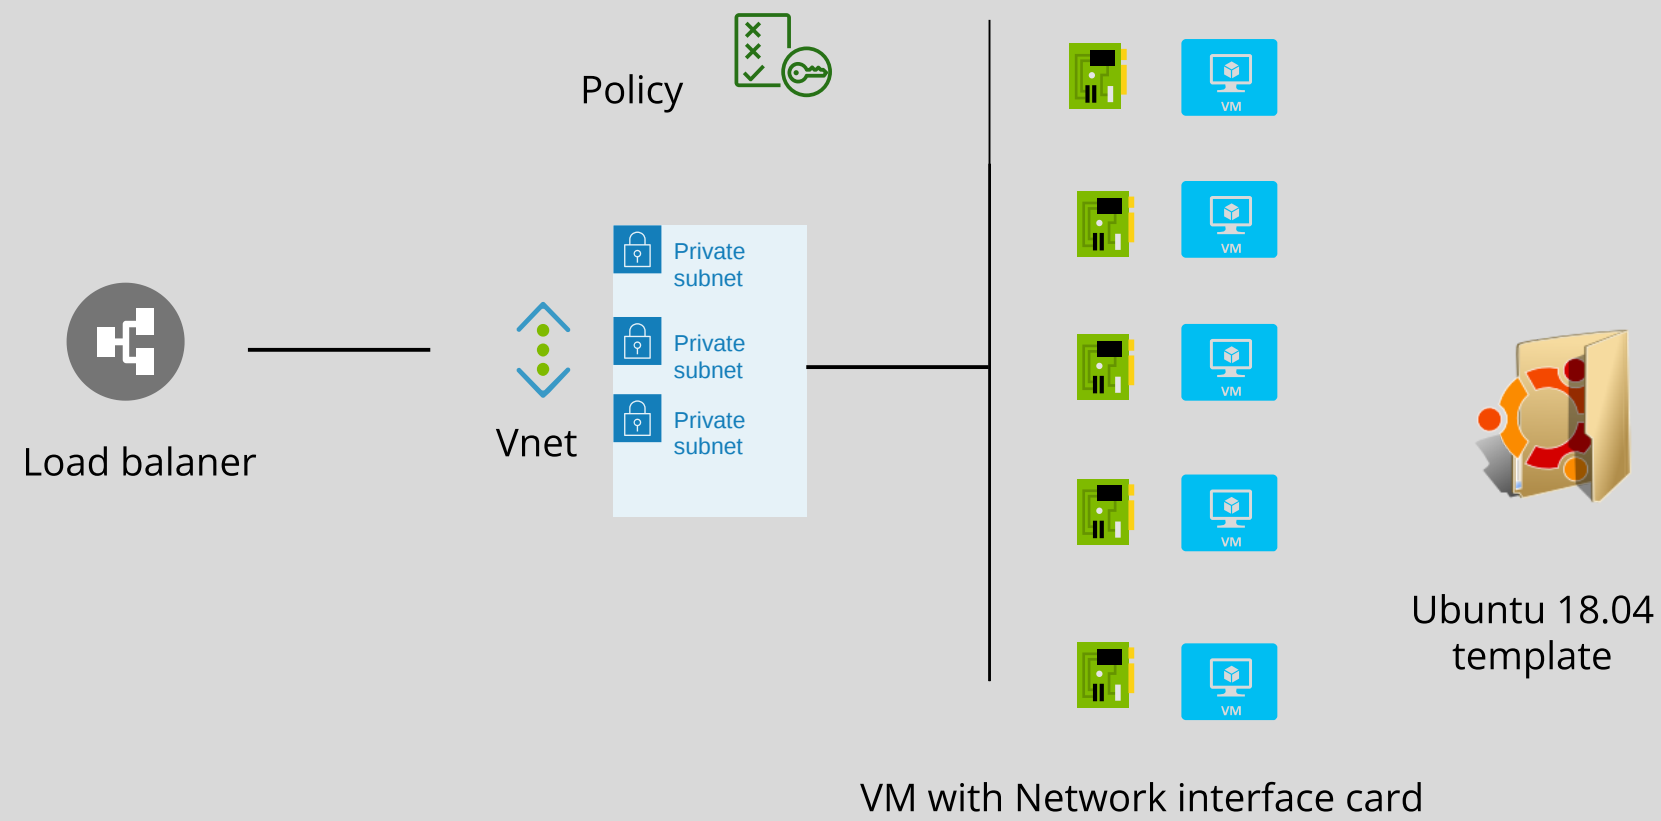 Policy
VM
VM
Private
subnet
Private
subnet
VM
Private
subnet
Vnet
Load balaner
VM
Ubuntu 18.04
template
VM
VM with Network interface card